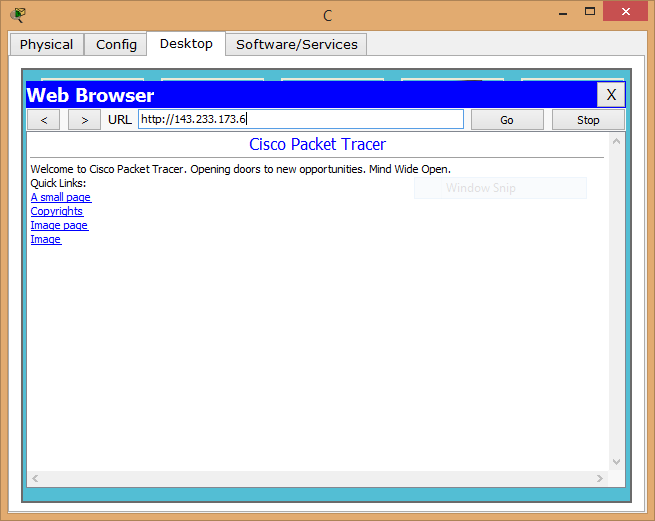 C
Physical Config Desktop Software/Services
Web Browser X
< > URL http://143.233.173.6 Go Stop
Cisco Packet Tracer
Welcome to Cisco Packet Tracer. Opening doors to new opportunities. Mind Wide Open.
Quick Links:
Window Snip
A small page
Copyrights
Image page
Image